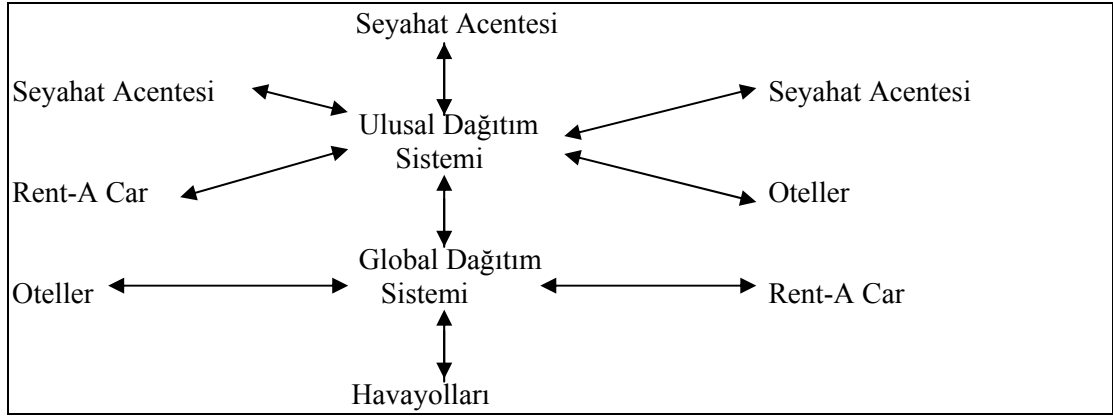 Seyahat Acentesi
Seyahat Acentesi
Seyahat Acentesi
Ulusal Dağıtım
Sistemi
Rent-A Car
Oteller
Global Dağıtım
Sistemi
Oteller
Rent-A Car
Havayolları